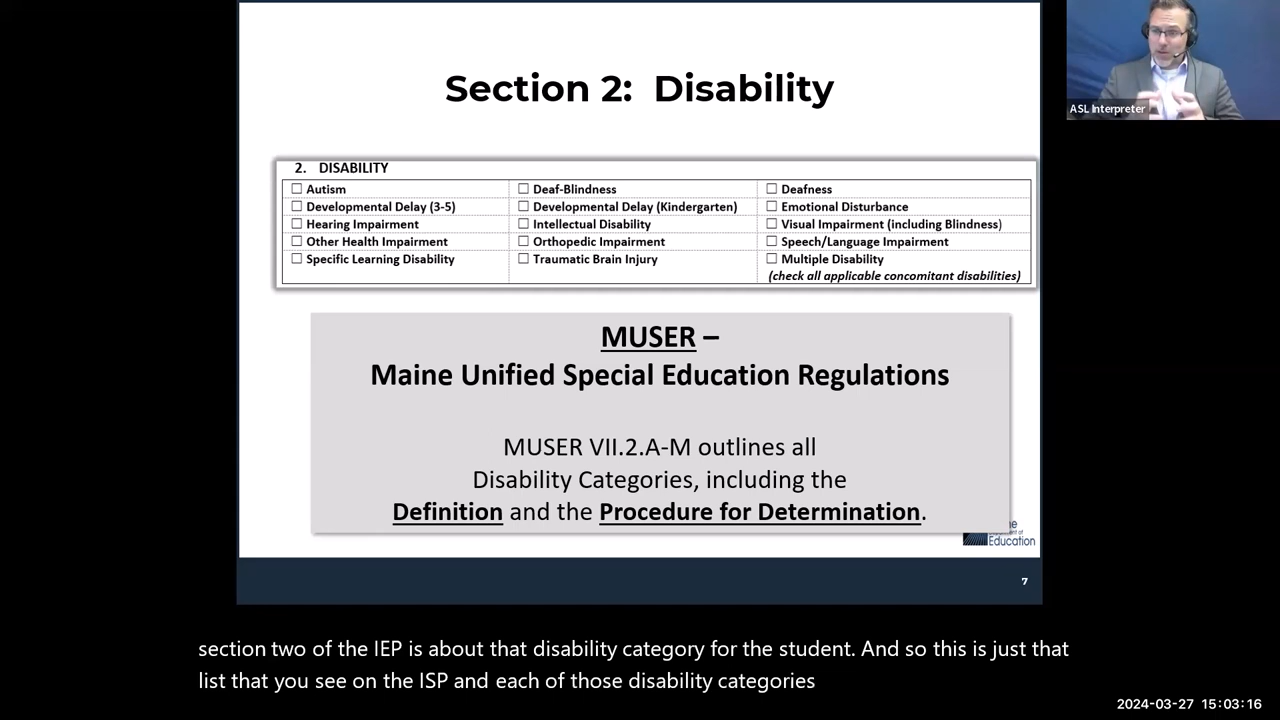 Section 2:  Disability
ASL Interpreter
2. DISABILITY
☐ Autism ☐ Deaf-Blindness ☐ Deafness
☐ Developmental Delay (3-5) ☐ Developmental Delay (Kindergarten) ☐ Emotional Disturbance
☐ Hearing Impairment ☐ Intellectual Disability ☐ Visual Impairment (including Blindness)
☐ Other Health Impairment ☐ Orthopedic Impairment ☐ Speech/Language Impairment
☐ Specific Learning Disability ☐ Traumatic Brain Injury ☐ Multiple Disability
(check all applicable concomitant disabilities)
MUSER –
Maine Unified Special Education Regulations
MUSER VII.2.A-M outlines all
Disability Categories, including the
Definition and the Procedure for Determination.
Education
7
section two of the IEP is about that disability category for the student. And so this is just that
list that you see on the ISP and each of those disability categories
2024-03-27 15:03:16